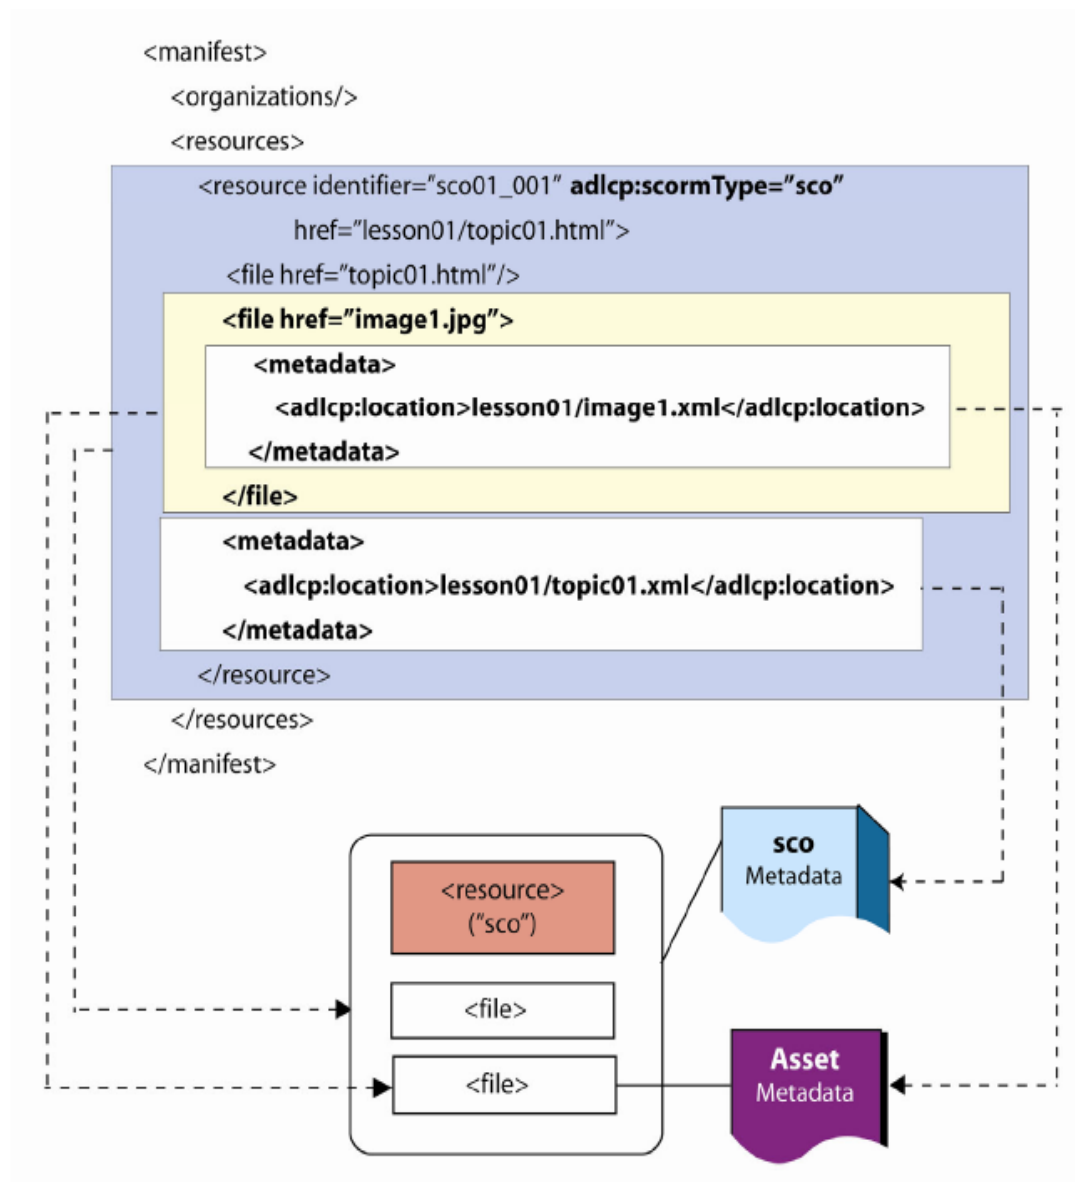 <manifest>
<organizations/>
<resources>
<resource identifier="sco01_001" adlcp:scormType="sco"
href="lesson01/topic01.html">
<file href="topic01.html"/>
<file href="image1.jpg">
<metadata>
<adlcp:location>lesson01/image1.xml</adlcp:location>
</metadata>
</file>
<metadata>
<adlcp:location>lesson01/topic01.xml</adlcp:location>
</metadata>
</resource>
</resources>
</manifest>
<resource>
("sco")
<file>
<file>
sco
Metadata
Asset
Metadata